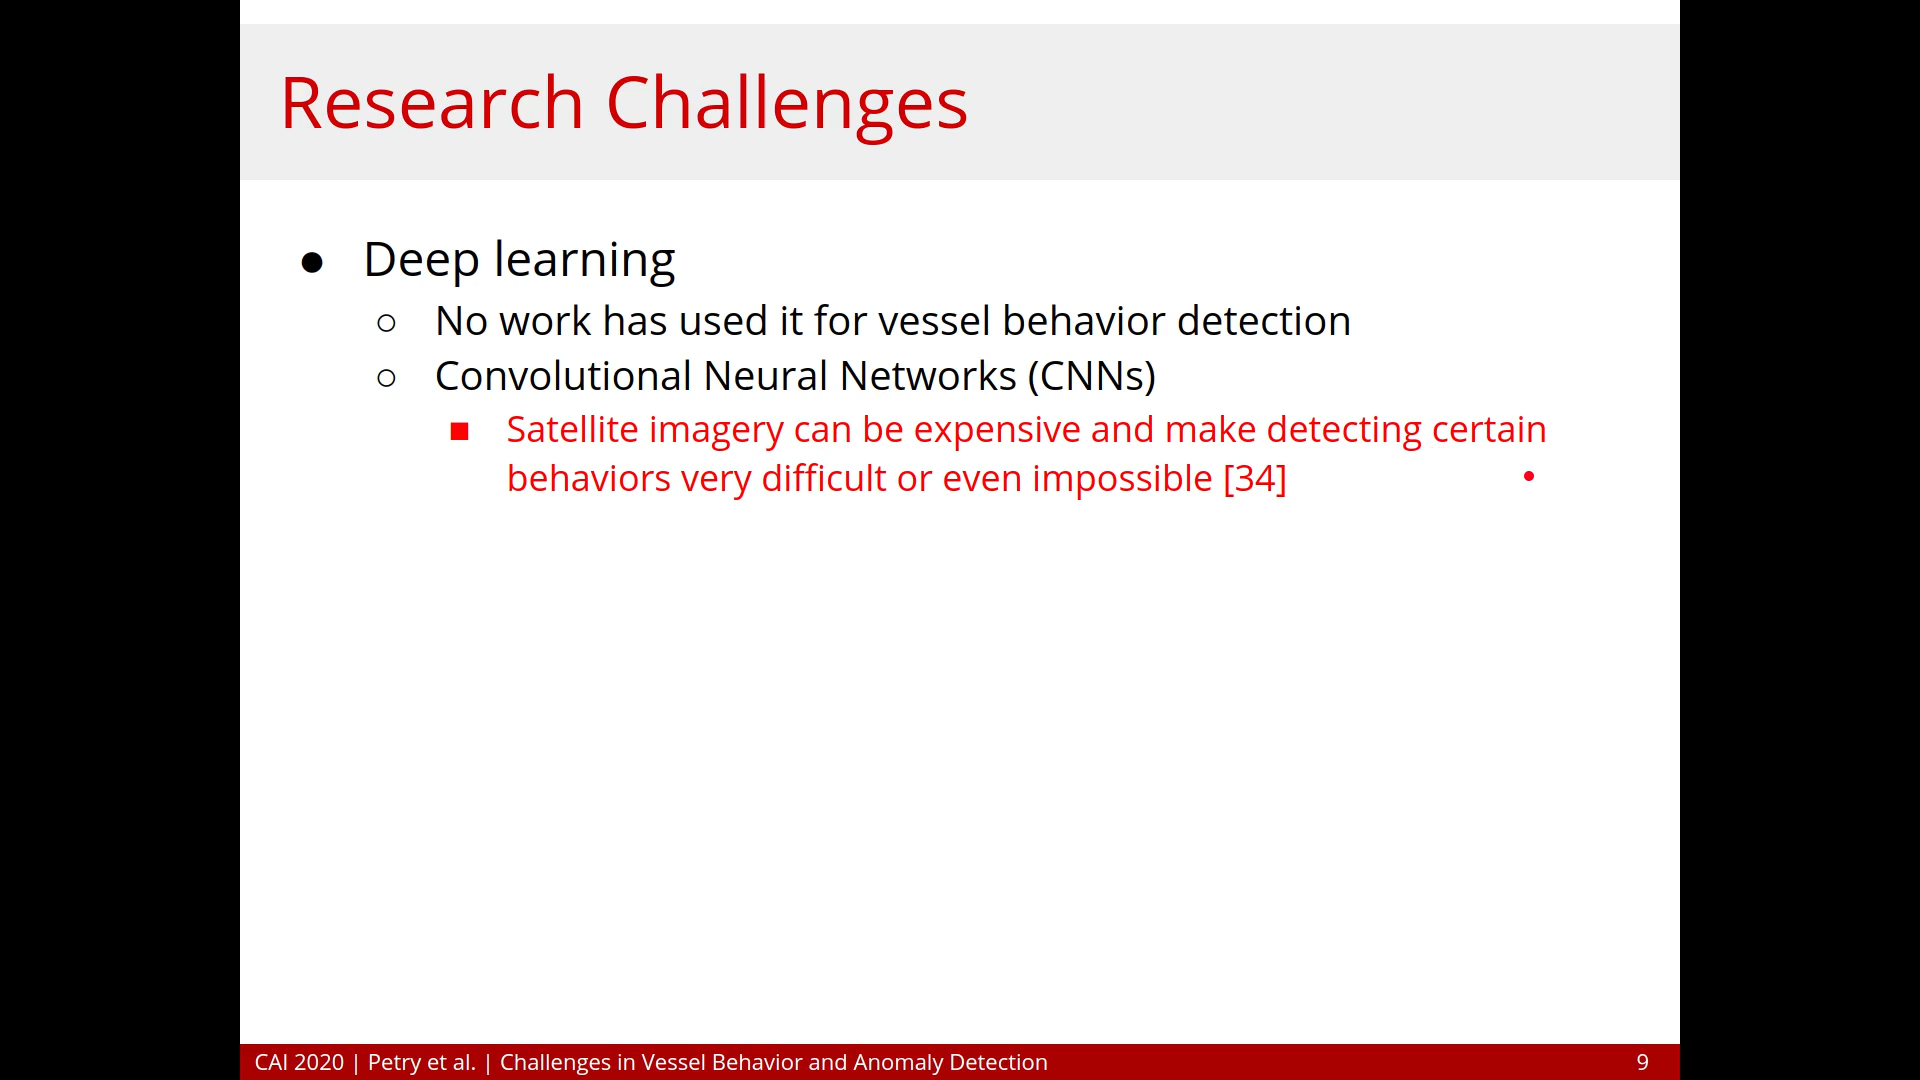 Research Challenges
● Deep learning
○ No work has used it for vessel behavior detection
○ Convolutional Neural Networks (CNNs)
■ Satellite imagery can be expensive and make detecting certain
behaviors very difficult or even impossible [34]
CAI 2020 | Petry et al. | Challenges in Vessel Behavior and Anomaly Detection 9